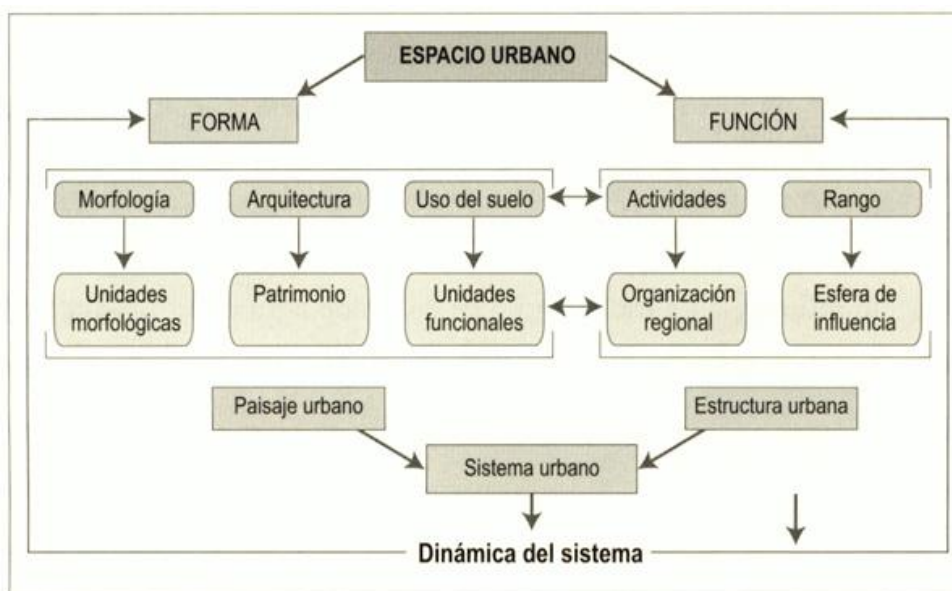 ESPACIO URBANO
FORMA
FUNCIÓN
Morfología
Arquitectura
Uso del suelo
Actividades
Rango
Unidades
morfológicas
Patrimonio
Unidades
funcionales
Organización
regional
Esfera de
influencia
Paisaje urbano
Estructura urbana
Sistema urbano
Dinámica del sistema